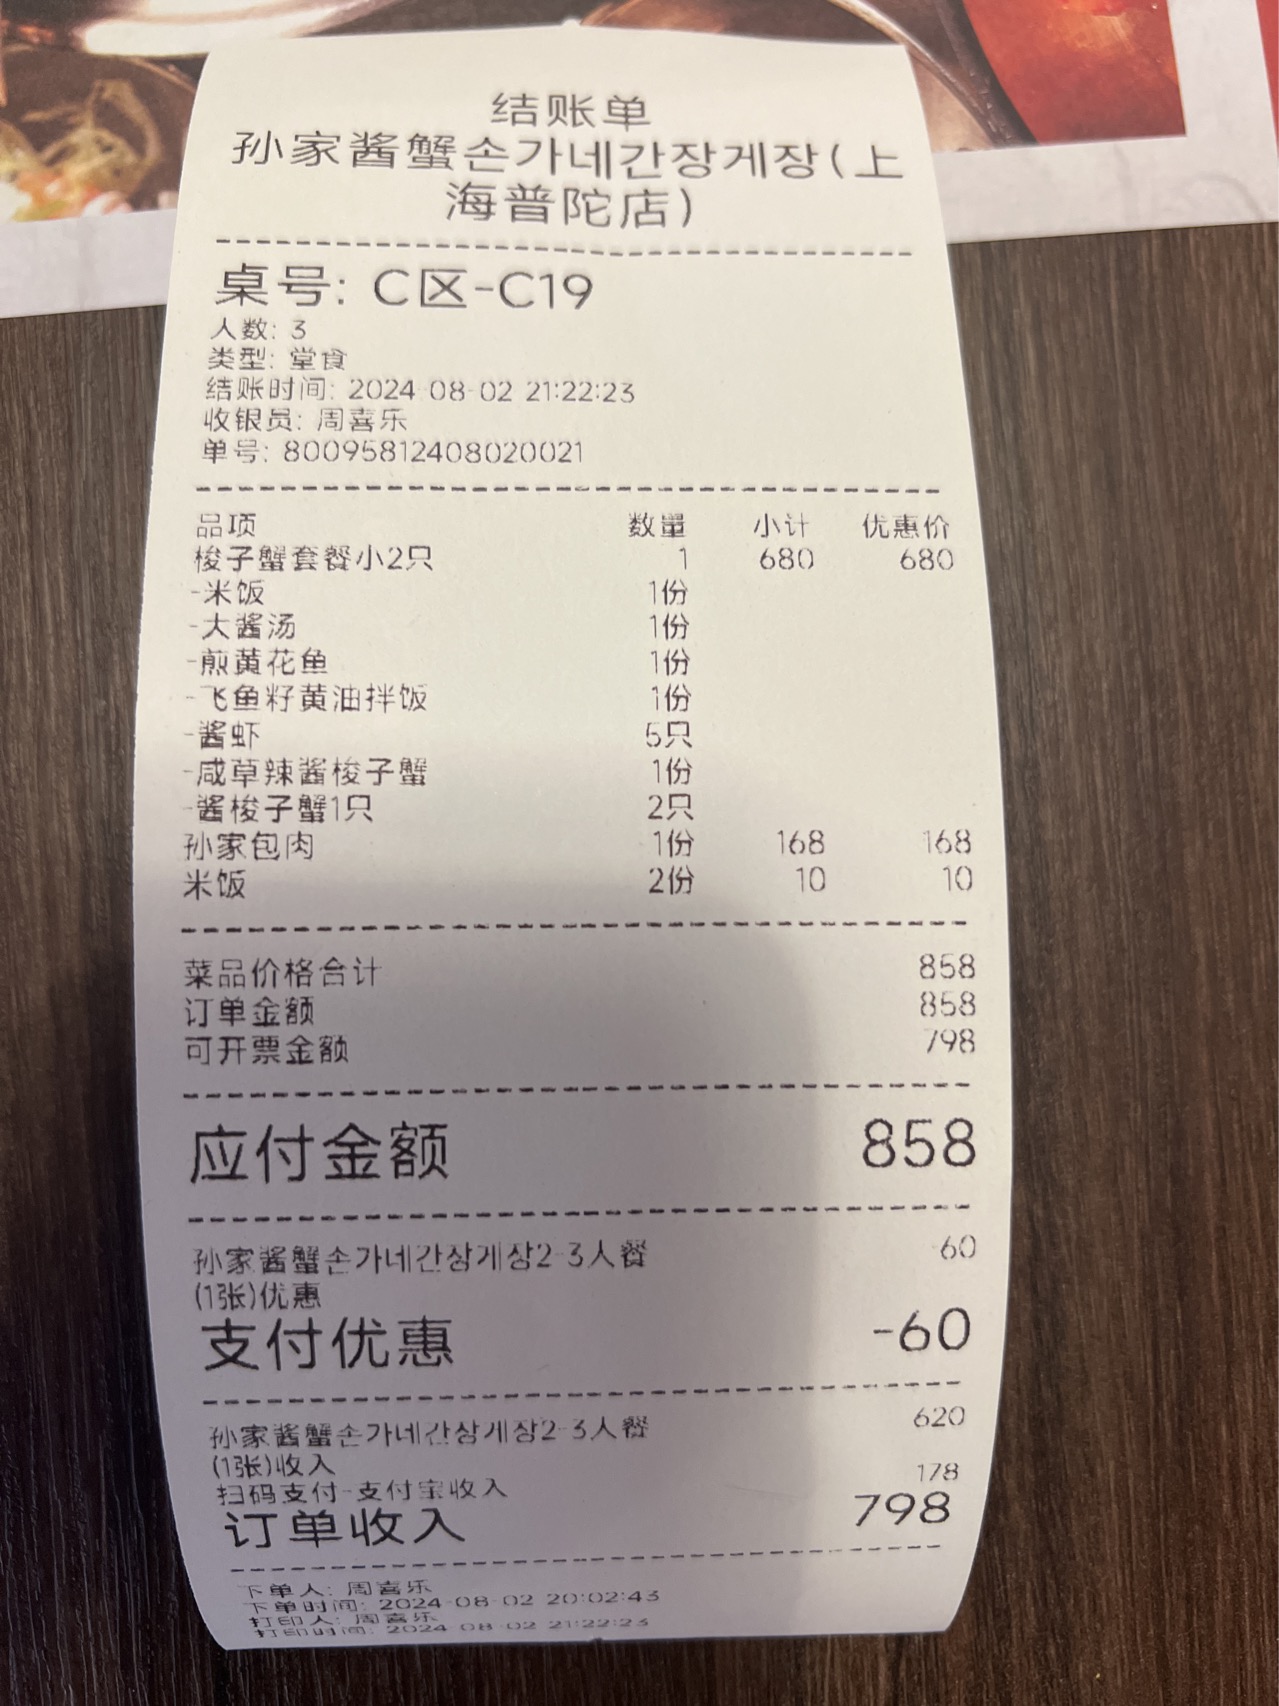 结账单
孙家酱蟹손가네간장게장(上
海普陀店)
桌号: C区-C19
人数: 3
类型: 堂食
结账时间: 2024-08-02 21:22:23
收银员: 周喜乐
单号: 80095812408020021
品项 数量 小计 优惠价
梭子蟹套餐小2只 1 680 680
-米饭 1份
-大酱汤 1份
-煎黄花鱼 1份
-飞鱼籽黄油拌饭 1份
-酱虾 5只
-咸草辣酱梭子蟹 1份
-酱梭子蟹1只 2只
孙家包肉 1份 168 168
米饭 2份 10 10
菜品价格合计 858
订单金额 858
可开票金额 798
应付金额 858
孙家酱蟹손가네간장게장2-3人餐 -60
(1张)优惠
支付优惠 -60
孙家酱蟹손가네간장게장2-3人餐 620
(1张)收入
扫码支付-支付宝收入 178
订单收入 798
下单人: 周喜乐
下单时间: 2024-08-02 20:02:43
打印人: 周喜乐
打印时间: 2024-08-02 21:22:23